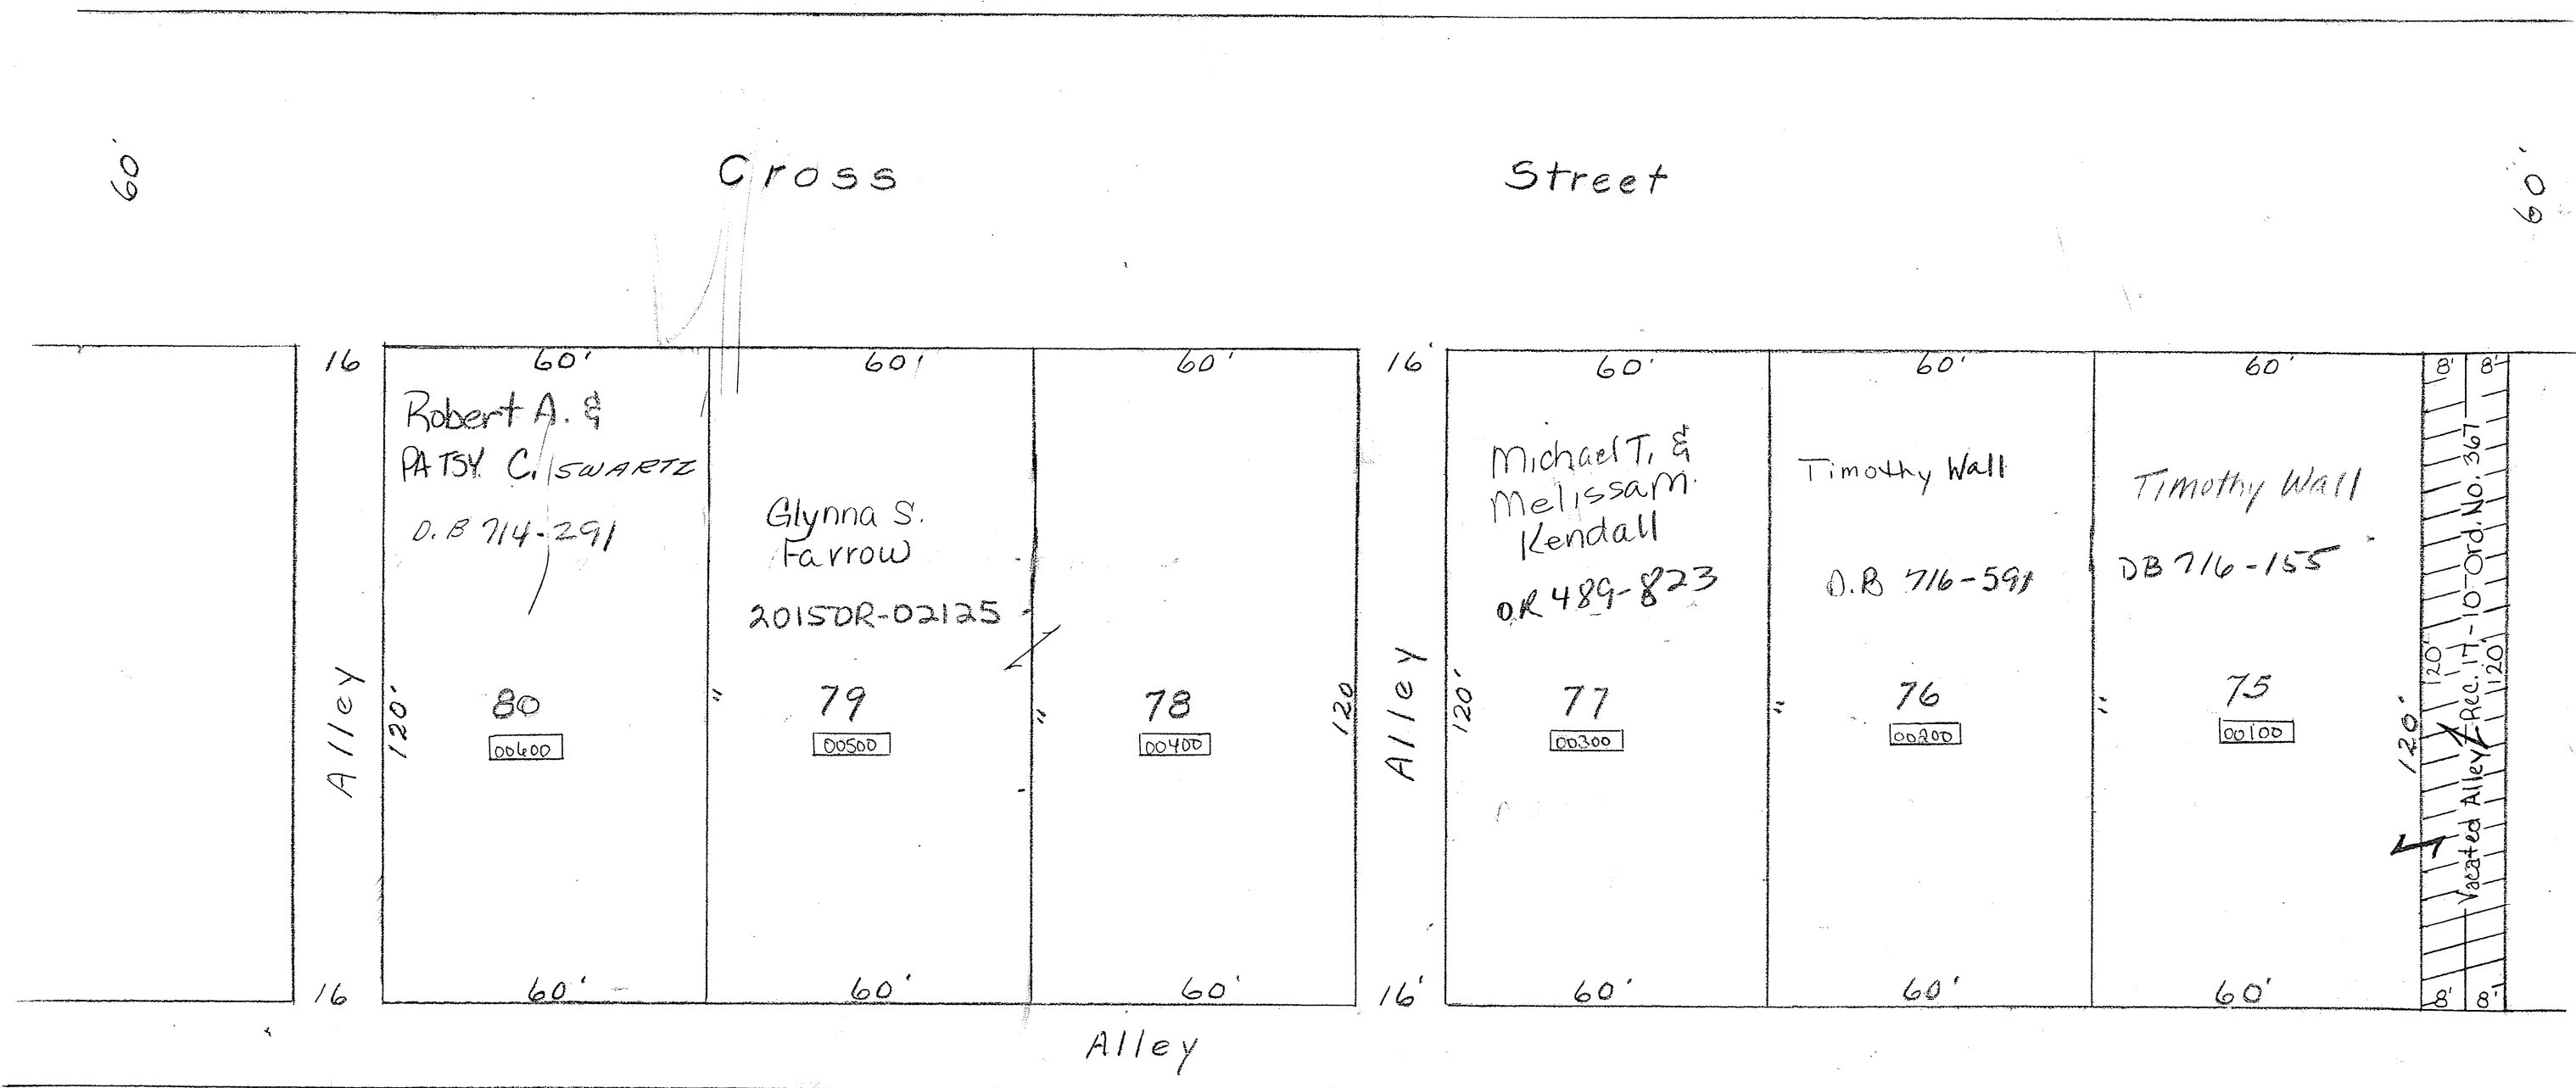 60'
Cross Street
60'
16
60'
60'
60'
16'
60'
60'
60'
8'
8'
Robert A. &
PATSY C. SWARTZ
D.B 714-291
Glynna S.
Farrow
2015OR-02125
Michael T. &
Melissa M.
Kendall
OR 489-823
Timothy Wall
D.B 716-591
Timothy Wall
DB 716-155
Alley
120'
80
00600
"
79
00500
"
78
00400
120
Alley
120'
77
00300
"
76
00200
"
75
00100
120'
120'
Vacated Alley Rec. 17-10-Ord. No. 367
120'
16
60'
60'
60'
16'
60'
60'
60'
8'
8'
Alley